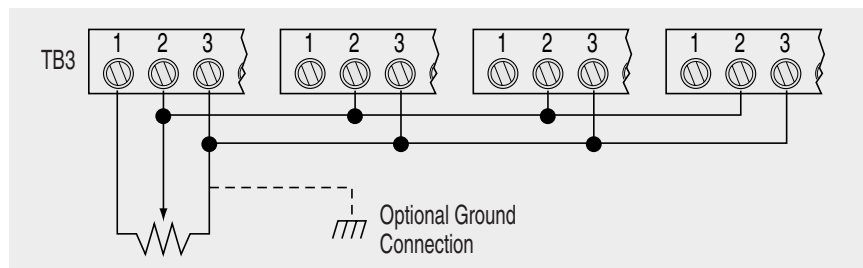 1 2 3 1 2 3 1 2 3 1 2 3
TB3
Optional Ground
Connection